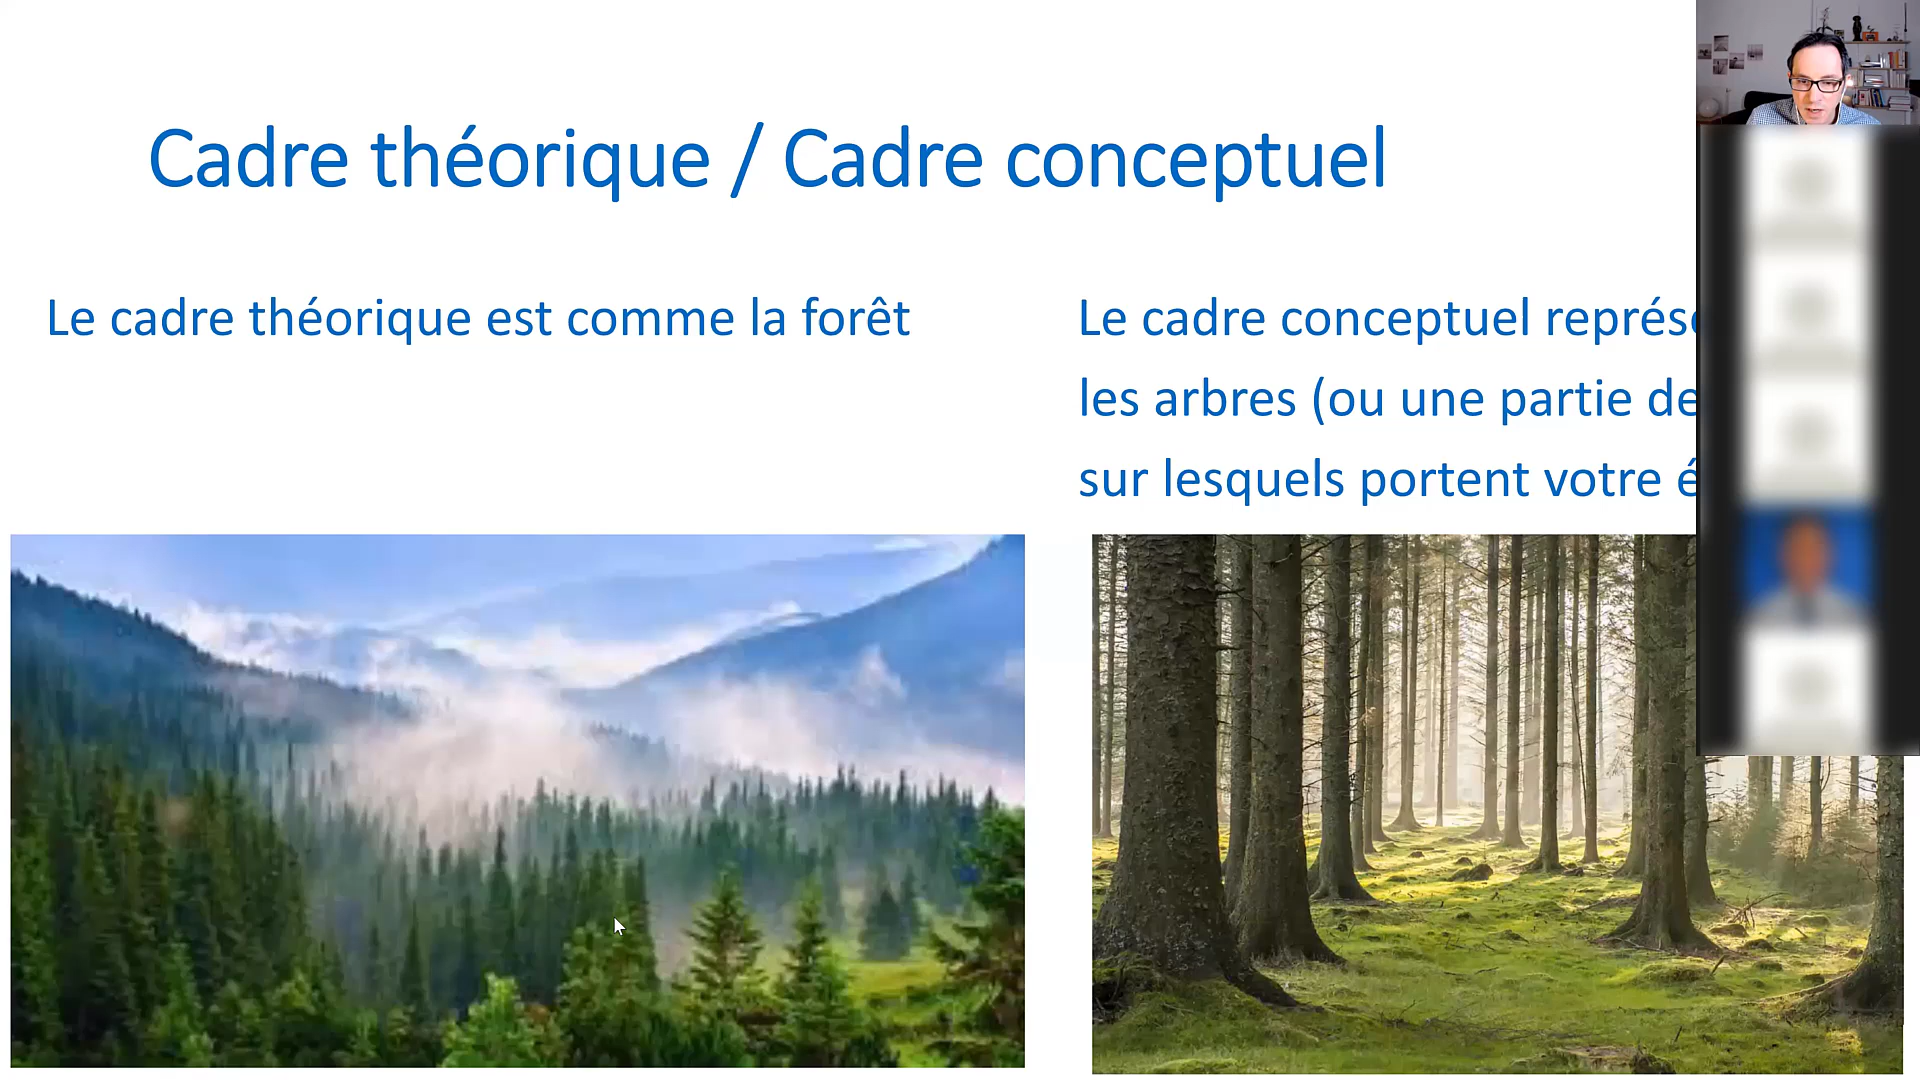 Cadre théorique / Cadre conceptuel
Le cadre théorique est comme la forêt
Le cadre conceptuel représe
les arbres (ou une partie de
sur lesquels portent votre é